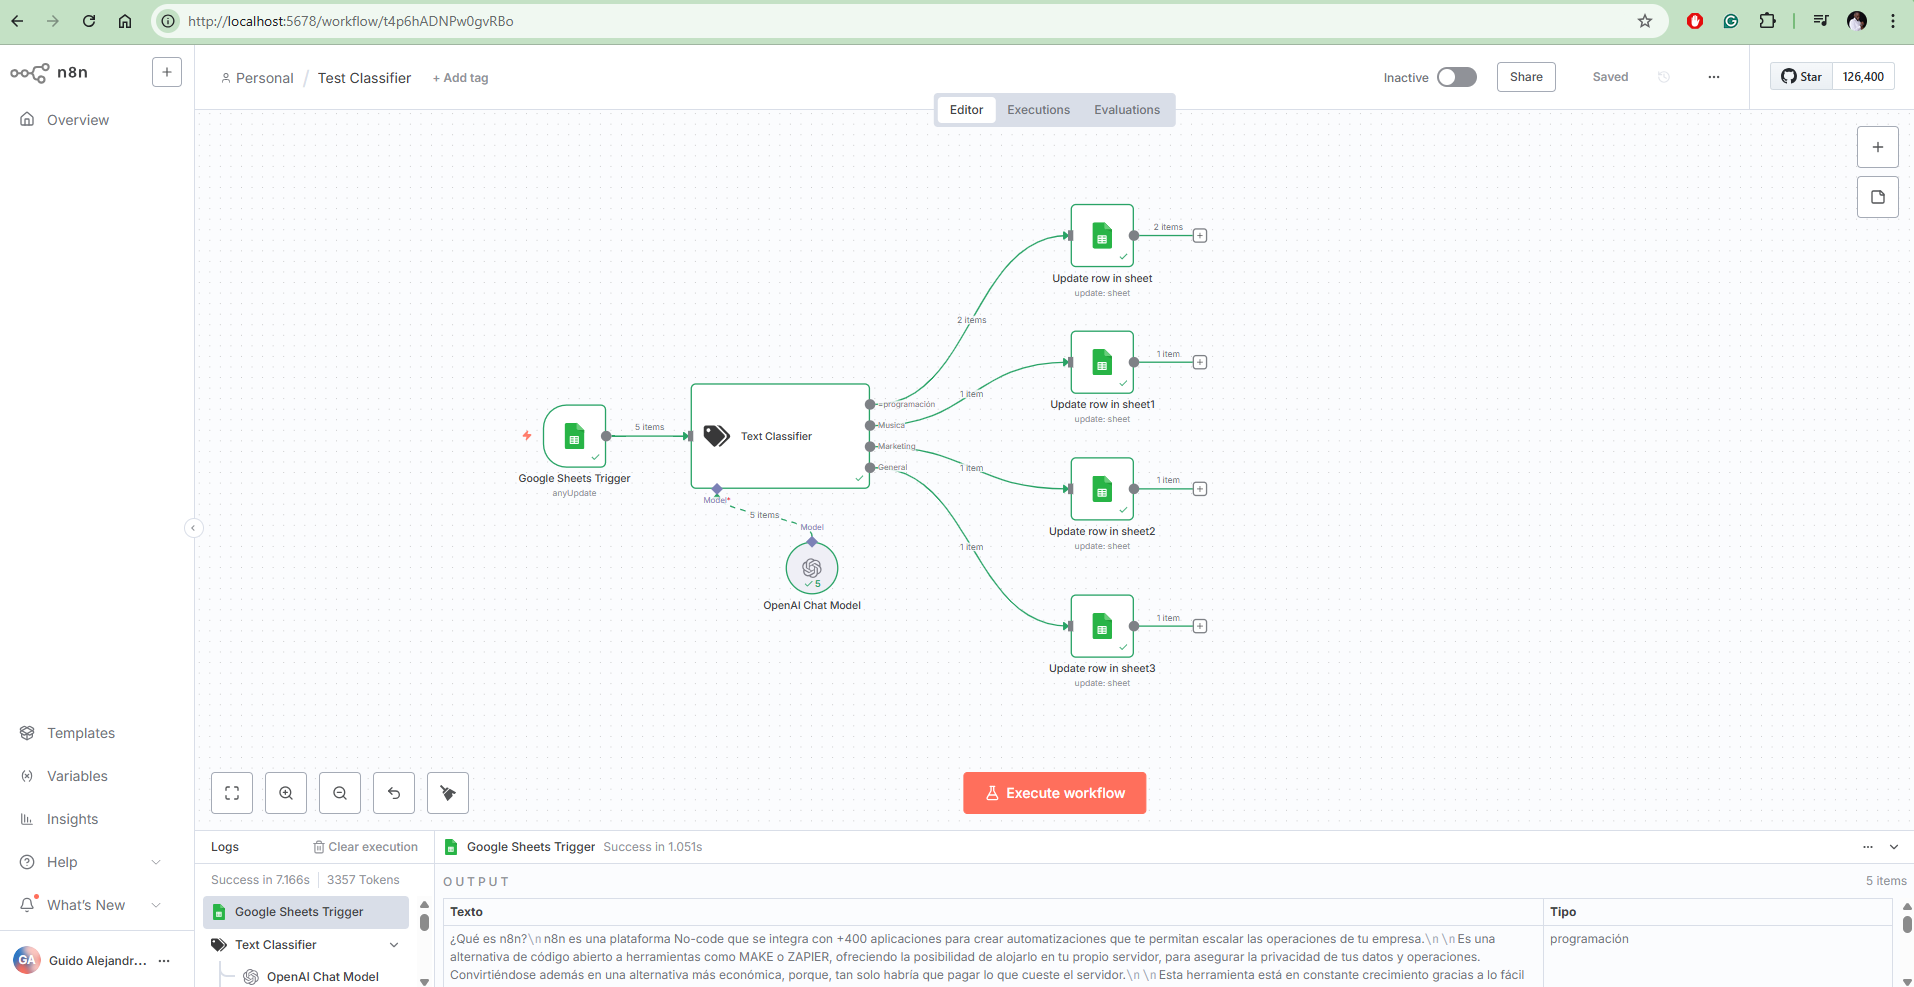 http://localhost:5678/workflow/t4p6hADNPw0gvRBo
n8n
Personal / Test Classifier + Add tag
Inactive
Share
Saved
Star 126,400
Editor Executions Evaluations
Overview
2 items
Update row in sheet
update: sheet
2 items
1 item
Update row in sheet1
update: sheet
1 item
=programación
Musica
Marketing
General
5 items
Text Classifier
Google Sheets Trigger
anyUpdate
Model*
5 items
Model
5
OpenAI Chat Model
1 item
1 item
Update row in sheet2
update: sheet
1 item
1 item
Update row in sheet3
update: sheet
Templates
Variables
Insights
Help
What's New
GA Guido Alejandr...
Execute workflow
Logs
Clear execution
Success in 7.166s
3357 Tokens
Google Sheets Trigger
Text Classifier
OpenAI Chat Model
Google Sheets Trigger Success in 1.051s
OUTPUT
5 items
Texto
Tipo
¿Qué es n8n?\n n8n es una plataforma No-code que se integra con +400 aplicaciones para crear automatizaciones que te permitan escalar las operaciones de tu empresa.\n \n Es una
alternativa de código abierto a herramientas como MAKE o ZAPIER, ofreciendo la posibilidad de alojarlo en tu propio servidor, para asegurar la privacidad de tus datos y operaciones.
Convirtiéndose además en una alternativa más económica, porque, tan solo habría que pagar lo que cueste el servidor.\n \n Esta herramienta está en constante crecimiento gracias a lo fácil
programación